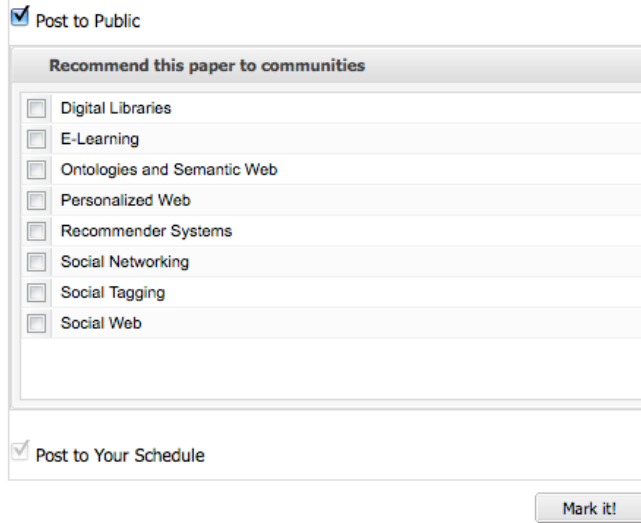 Post to Public
Recommend this paper to communities
Digital Libraries
E-Learning
Ontologies and Semantic Web
Personalized Web
Recommender Systems
Social Networking
Social Tagging
Social Web
Post to Your Schedule
Mark it!